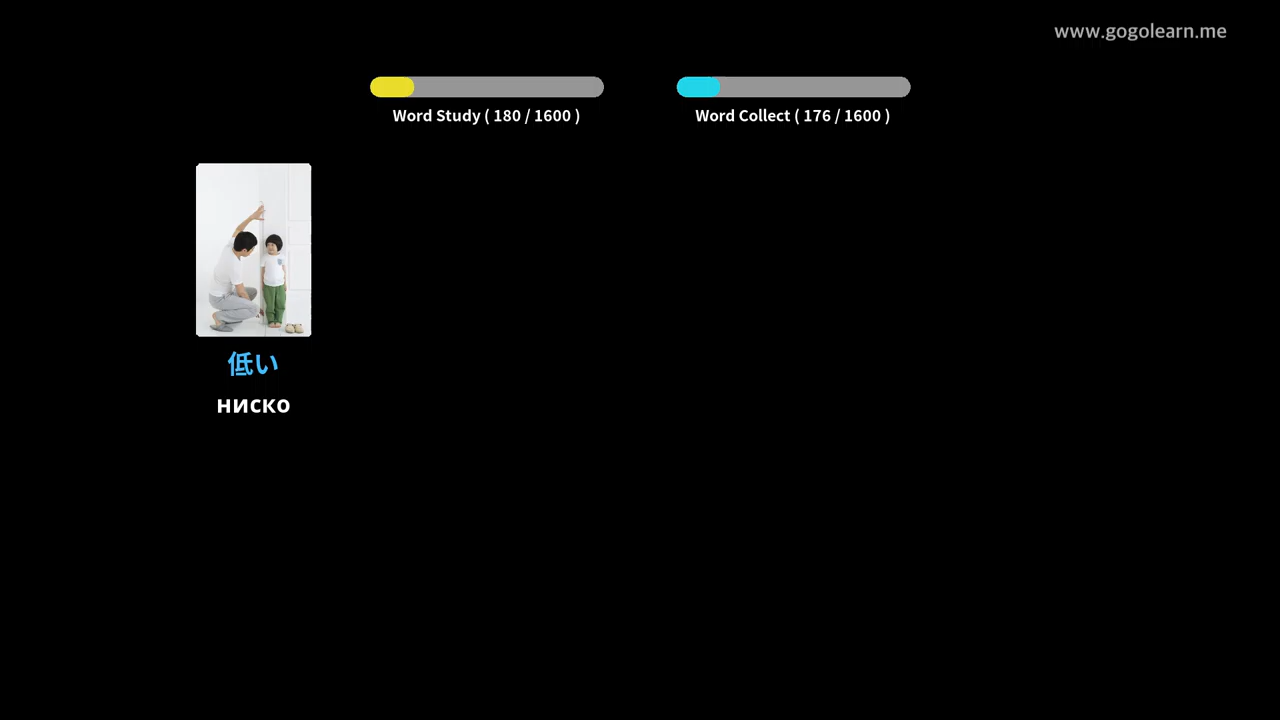 www.gogolearn.me
Word Study ( 180 / 1600 )
Word Collect ( 176 / 1600 )
低い
ниско